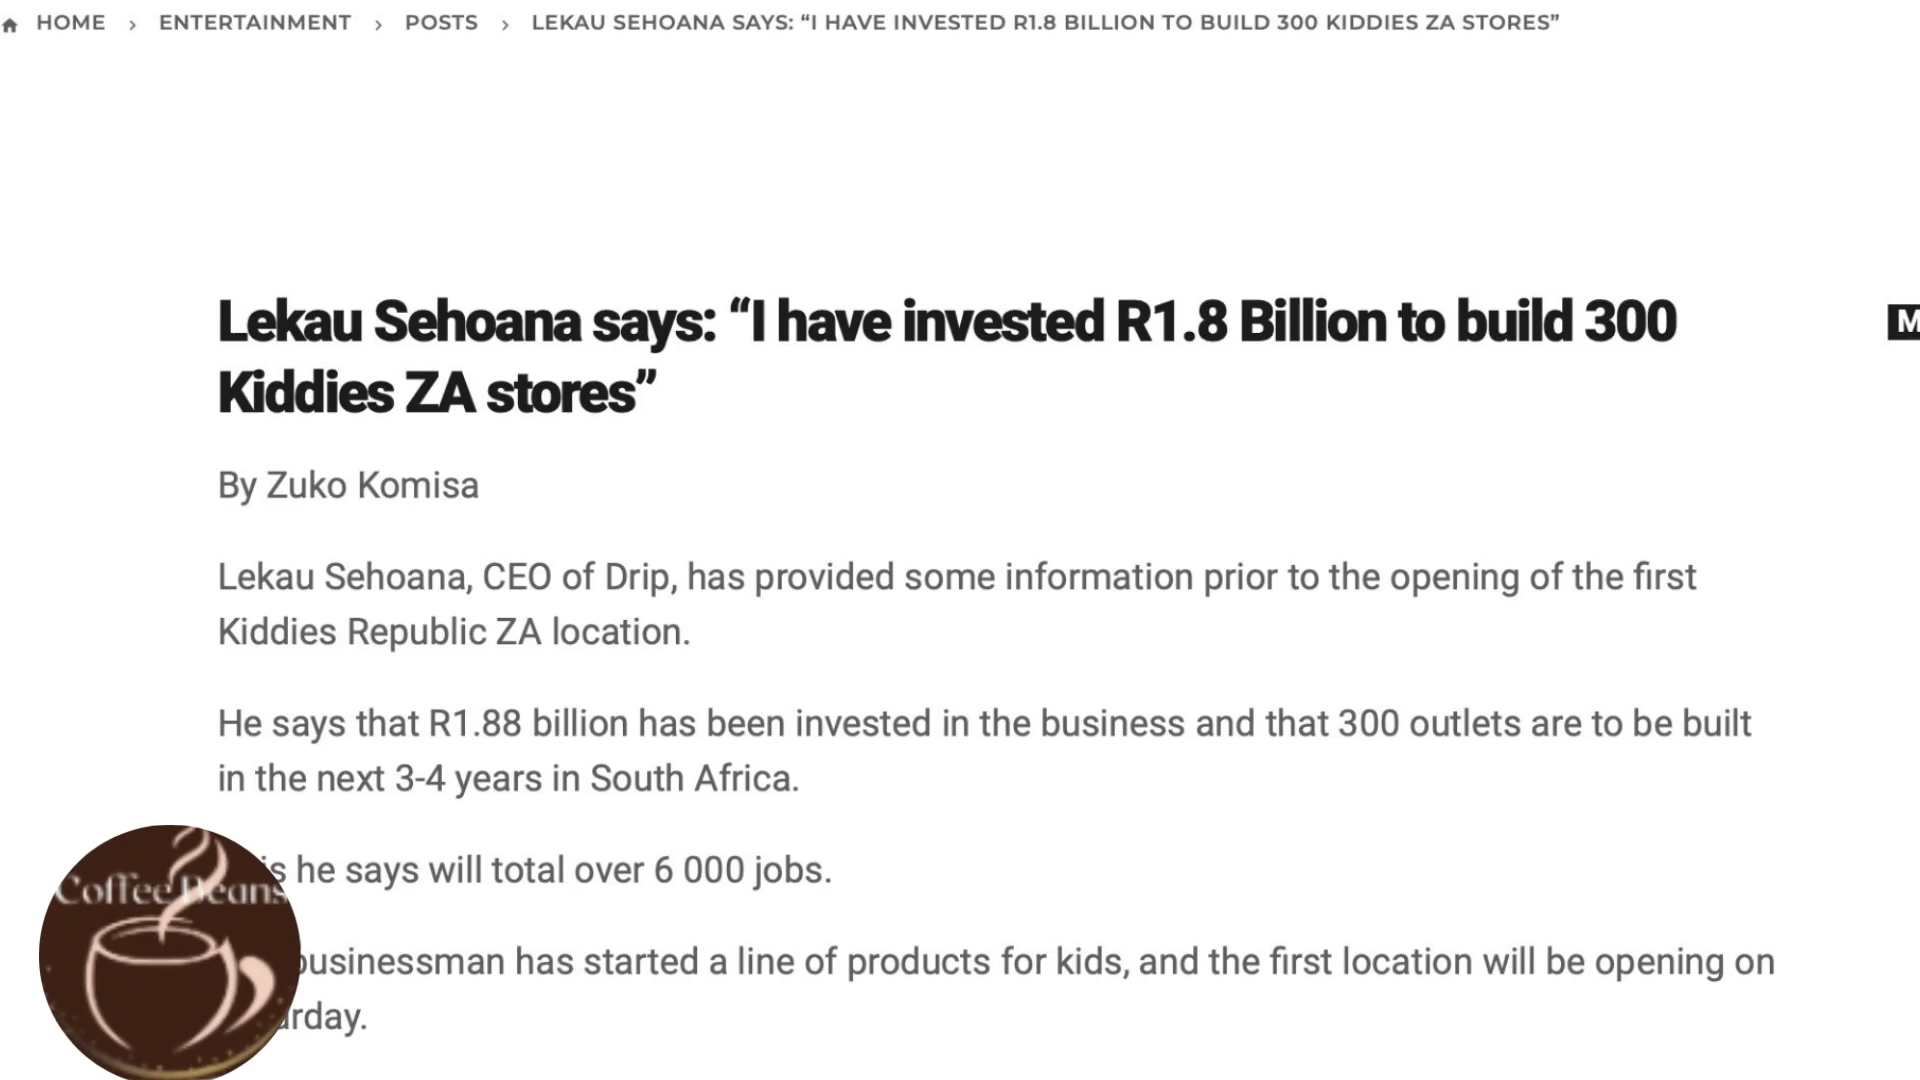 HOME › ENTERTAINMENT › POSTS › LEKAU SEHOANA SAYS: “I HAVE INVESTED R1.8 BILLION TO BUILD 300 KIDDIES ZA STORES”
Lekau Sehoana says: “I have invested R1.8 Billion to build 300
Kiddies ZA stores”
M
By Zuko Komisa
Lekau Sehoana, CEO of Drip, has provided some information prior to the opening of the first
Kiddies Republic ZA location.
He says that R1.88 billion has been invested in the business and that 300 outlets are to be built
in the next 3-4 years in South Africa.
he says will total over 6 000 jobs.
Coffee Beans
businessman has started a line of products for kids, and the first location will be opening on